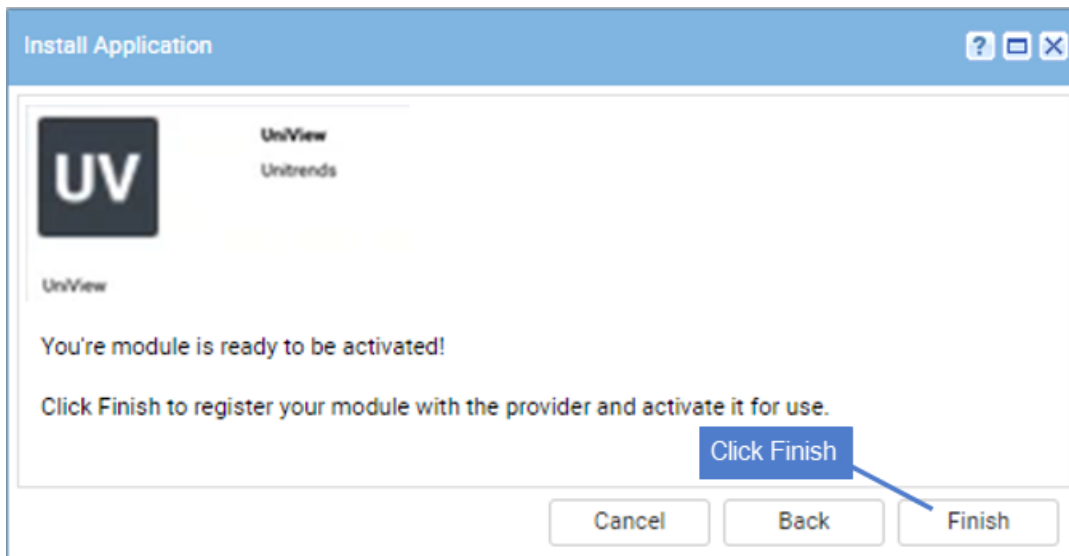 Install Application
?
UV
UniView
Unitrends
UniView
You're module is ready to be activated!
Click Finish to register your module with the provider and activate it for use.
Click Finish
Cancel
Back
Finish